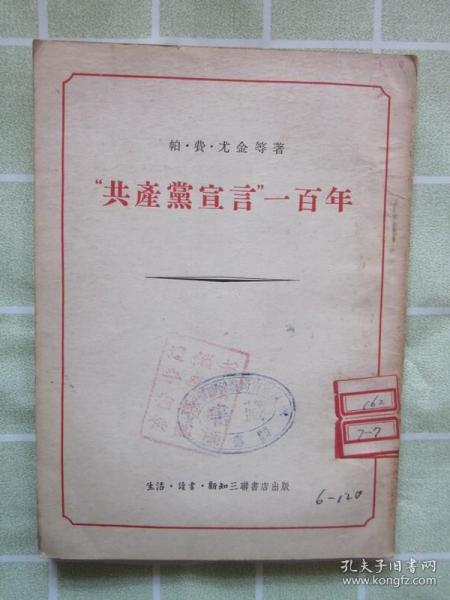 帕·費·尤金等著
“共產黨宣言”一百年
162
7-7
生活·讀書·新知三聯書店出版
6-120
孔夫子旧书网
www.kongfz.com